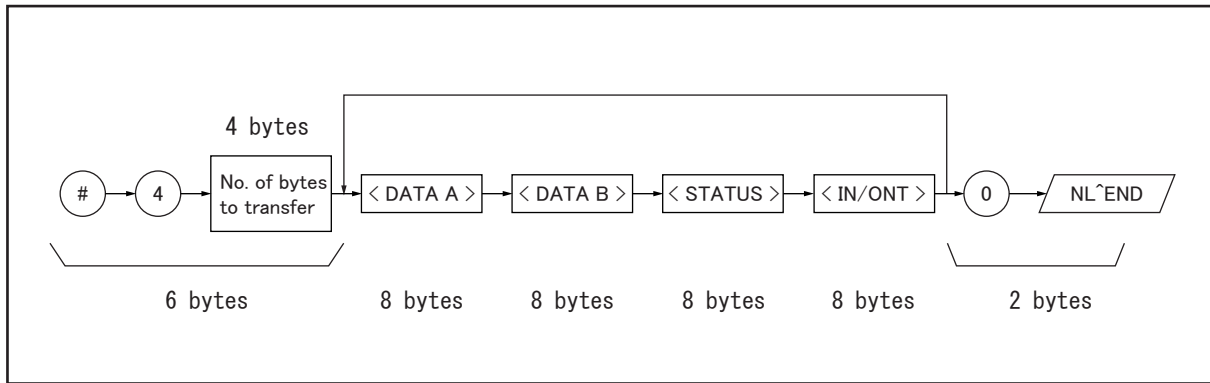 4 bytes
#
4
No. of bytes
to transfer
< DATA A >
< DATA B >
< STATUS >
< IN/ONT >
0
NL^END
6 bytes
8 bytes
8 bytes
8 bytes
8 bytes
2 bytes